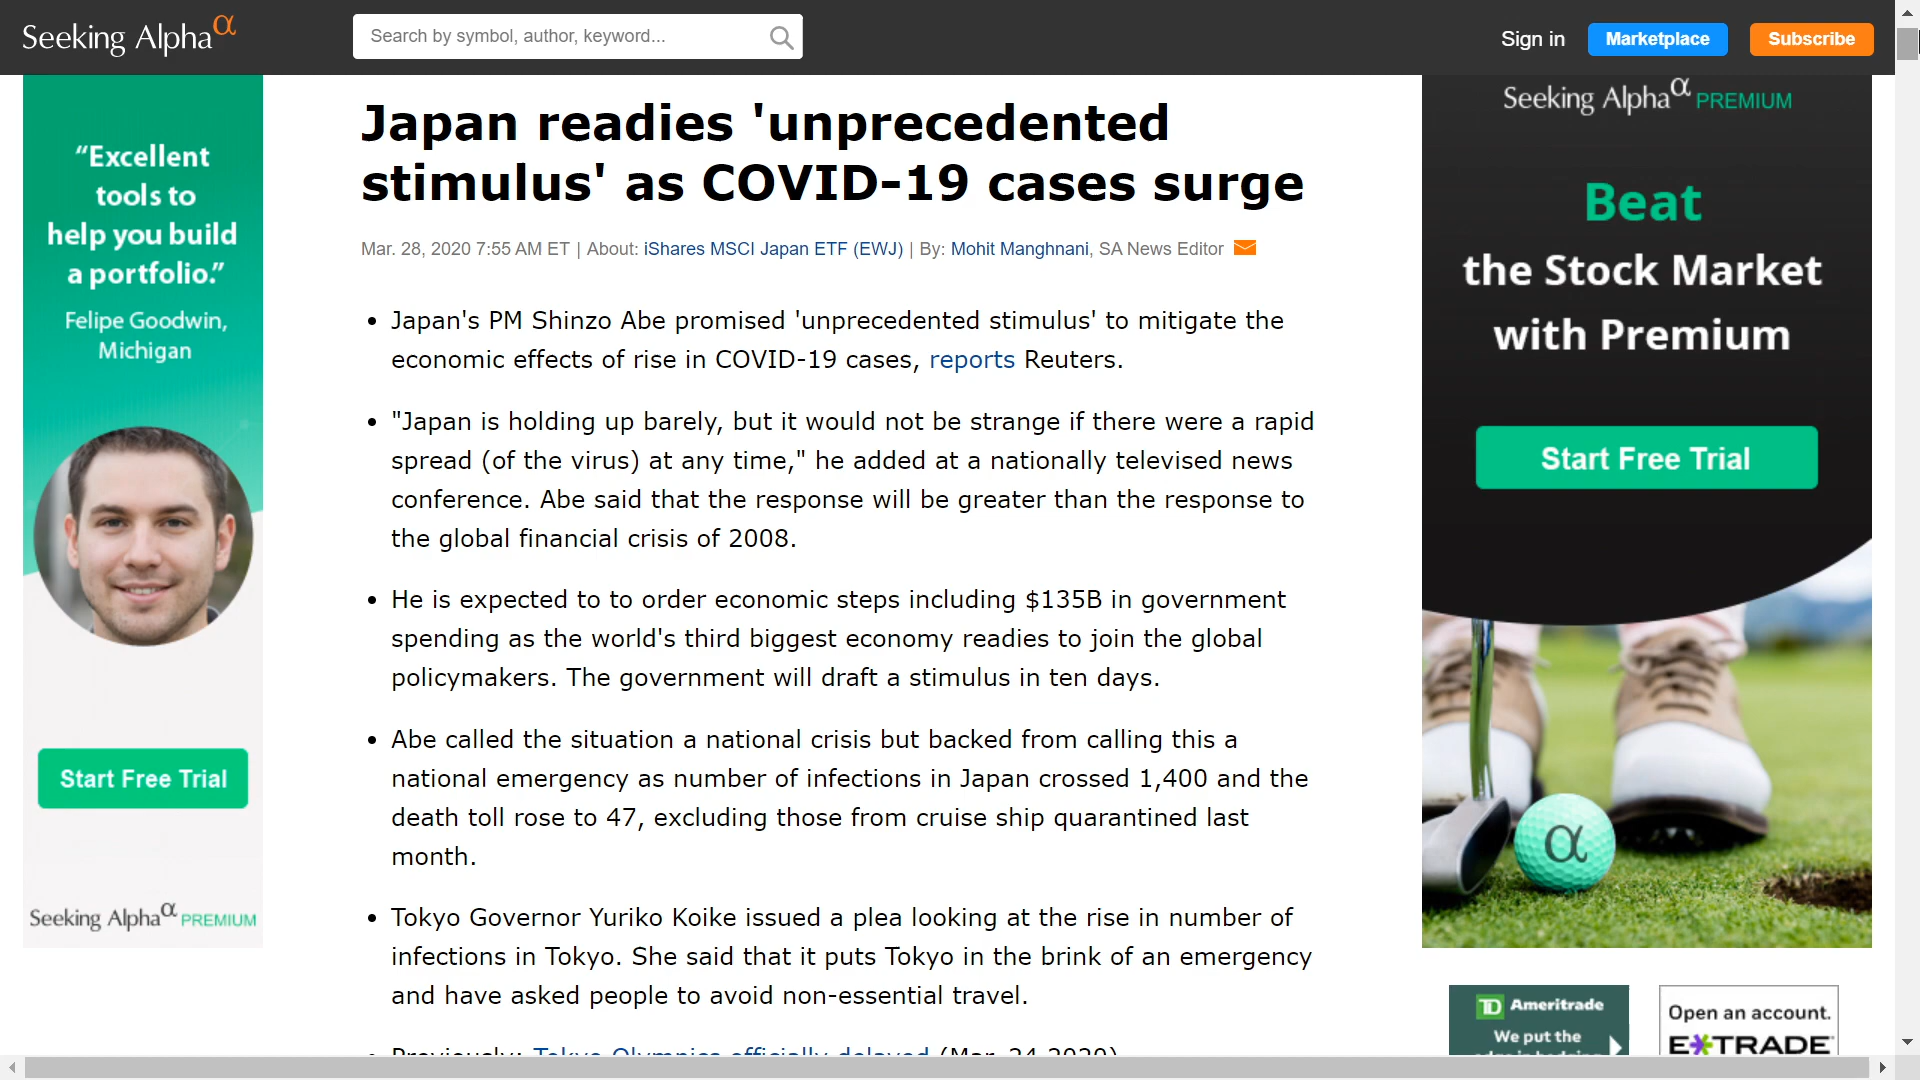 Seeking Alphaα
Search by symbol, author, keyword...
Sign in
Marketplace
Subscribe
“Excellent
tools to
help you build
a portfolio.”
Felipe Goodwin,
Michigan
Start Free Trial
Seeking Alphaα PREMIUM
Japan readies 'unprecedented
stimulus' as COVID-19 cases surge
Mar. 28, 2020 7:55 AM ET | About: iShares MSCI Japan ETF (EWJ) | By: Mohit Manghnani, SA News Editor
• Japan's PM Shinzo Abe promised 'unprecedented stimulus' to mitigate the
economic effects of rise in COVID-19 cases, reports Reuters.
• "Japan is holding up barely, but it would not be strange if there were a rapid
spread (of the virus) at any time," he added at a nationally televised news
conference. Abe said that the response will be greater than the response to
the global financial crisis of 2008.
• He is expected to to order economic steps including $135B in government
spending as the world's third biggest economy readies to join the global
policymakers. The government will draft a stimulus in ten days.
• Abe called the situation a national crisis but backed from calling this a
national emergency as number of infections in Japan crossed 1,400 and the
death toll rose to 47, excluding those from cruise ship quarantined last
month.
• Tokyo Governor Yuriko Koike issued a plea looking at the rise in number of
infections in Tokyo. She said that it puts Tokyo in the brink of an emergency
and have asked people to avoid non-essential travel.
• Previously: Tokyo Olympics officially delayed (Mar. 24 2020)
Seeking Alphaα PREMIUM
Beat
the Stock Market
with Premium
Start Free Trial
α
TD Ameritrade
We put the
Open an account.
E*TRADE